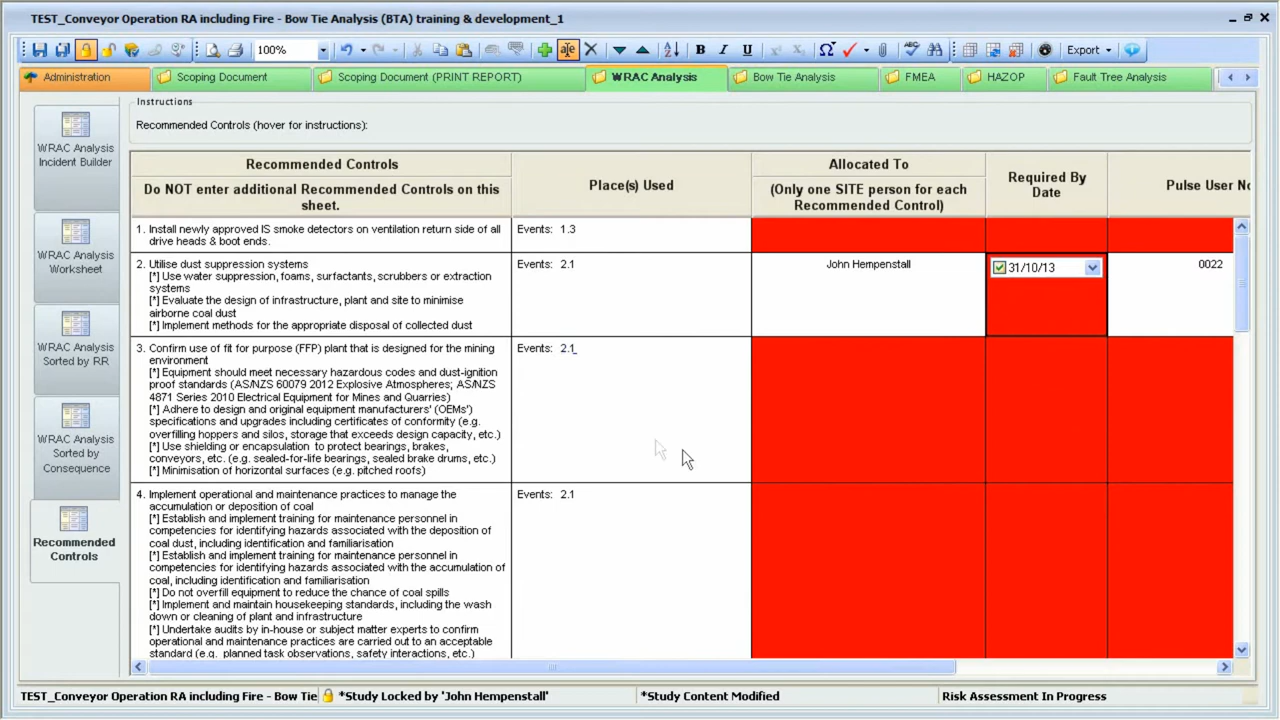 TEST_Conveyor Operation RA including Fire - Bow Tie Analysis (BTA) training & development_1
100%
Export
Administration
Scoping Document
Scoping Document (PRINT REPORT)
WRAC Analysis
Bow Tie Analysis
FMEA
HAZOP
Fault Tree Analysis
WRAC Analysis
Incident Builder
WRAC Analysis
Worksheet
WRAC Analysis
Sorted by RR
WRAC Analysis
Sorted by
Consequence
Recommended
Controls
Instructions
Recommended Controls (hover for instructions):
Recommended Controls
Do NOT enter additional Recommended Controls on this
sheet.
Place(s) Used
Allocated To
(Only one SITE person for each
Recommended Control)
Required By
Date
Pulse User No
1. Install newly approved IS smoke detectors on ventilation return side of all
drive heads & boot ends.
Events: 1.3
2. Utilise dust suppression systems
[*] Use water suppression, foams, surfactants, scrubbers or extraction
systems
[*] Evaluate the design of infrastructure, plant and site to minimise
airborne coal dust
[*] Implement methods for the appropriate disposal of collected dust
Events: 2.1
John Hempenstall
31/10/13
0022
3. Confirm use of fit for purpose (FFP) plant that is designed for the mining
environment
[*] Equipment should meet necessary hazardous codes and dust-ignition
proof standards (AS/NZS 60079 2012 Explosive Atmospheres; AS/NZS
4871 Series 2010 Electrical Equipment for Mines and Quarries)
[*] Adhere to design and original equipment manufacturers' (OEMs')
specifications and upgrades including certificates of conformity (e.g.
overfilling hoppers and silos, storage that exceeds design capacity, etc.)
[*] Use shielding or encapsulation to protect bearings, brakes,
conveyors, etc. (e.g. sealed-for-life bearings, sealed brake drums, etc.)
[*] Minimisation of horizontal surfaces (e.g. pitched roofs)
Events: 2.1
4. Implement operational and maintenance practices to manage the
accumulation or deposition of coal
[*] Establish and implement training for maintenance personnel in
competencies for identifying hazards associated with the deposition of
coal dust, including identification and familiarisation
[*] Establish and implement training for maintenance personnel in
competencies for identifying hazards associated with the accumulation of
coal, including identification and familiarisation
[*] Do not overfill equipment to reduce the chance of coal spills
[*] Implement and maintain housekeeping standards, including the wash
down or cleaning of plant and infrastructure
[*] Undertake audits by in-house or subject matter experts to confirm
operational and maintenance practices are carried out to an acceptable
standard (e.g. planned task observations, safety interactions, etc.)
Events: 2.1
TEST_Conveyor Operation RA including Fire - Bow Tie
*Study Locked by 'John Hempenstall'
*Study Content Modified
Risk Assessment In Progress